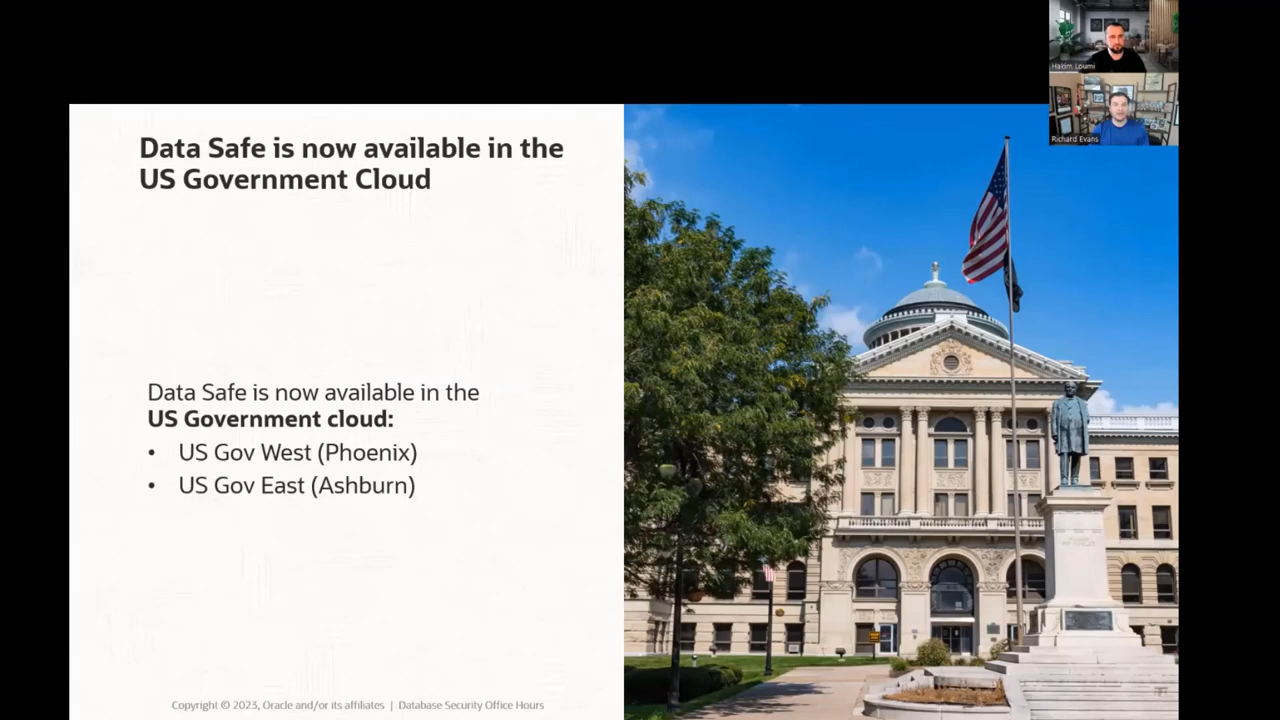 Hakim Loumi
Richard Evans
Data Safe is now available in the
US Government Cloud
Data Safe is now available in the
US Government cloud:
• US Gov West (Phoenix)
• US Gov East (Ashburn)
Copyright © 2023, Oracle and/or its affiliates | Database Security Office Hours